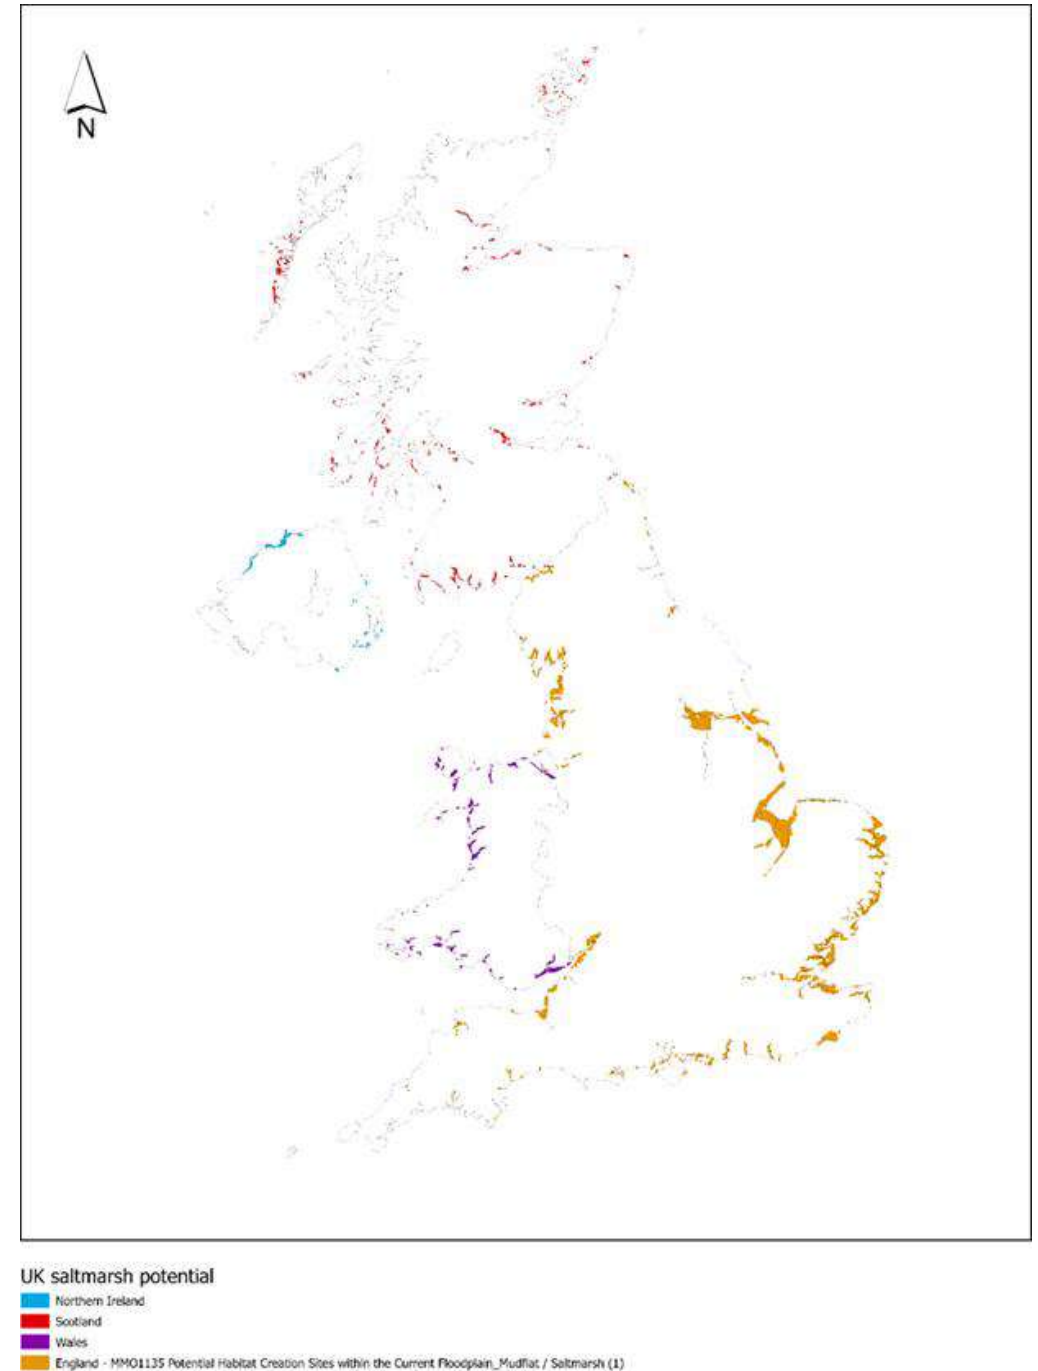 N
UK saltmarsh potential
Northern Ireland
Scotland
Wales
England - MMO1135 Potential Habitat Creation Sites within the Current Floodplain_Mudflat / Saltmarsh (1)